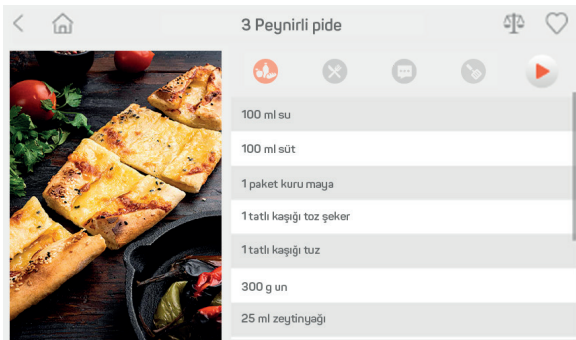 3 Peynirli pide
100 ml su
100 ml süt
1 paket kuru maya
1 tatlı kaşığı toz şeker
1 tatlı kaşığı tuz
300 g un
25 ml zeytinyağı